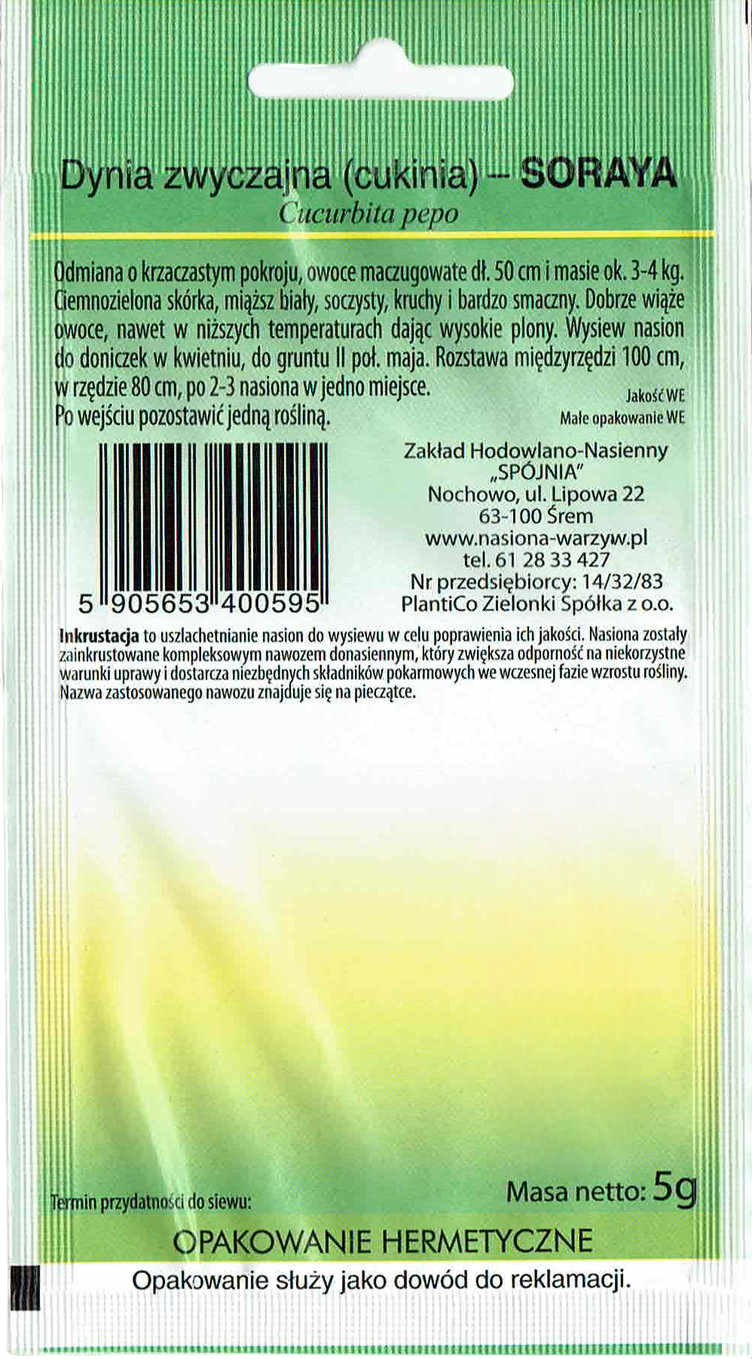 Dynia zwyczajna (cukinia) – SORAYA
Cucurbita pepo
Odmiana o krzaczastym pokroju, owoce maczugowate dł. 50 cm i masie ok. 3-4 kg.
Ciemnozielona skórka, miąższ biały, soczysty, kruchy i bardzo smaczny. Dobrze wiąże
owoce, nawet w niższych temperaturach dając wysokie plony. Wysiew nasion
do doniczek w kwietniu, do gruntu II poł. maja. Rozstawa międzyrzędzi 100 cm,
w rzędzie 80 cm, po 2-3 nasiona w jedno miejsce.
Po wejściu pozostawić jedną rośliną.
Jakość WE
Małe opakowanie WE
Zakład Hodowlano-Nasienny
„SPÓJNIA"
Nochowo, ul. Lipowa 22
63-100 Śrem
www.nasiona-warzyw.pl
tel. 61 28 33 427
Nr przedsiębiorcy: 14/32/83
PlantiCo Zielonki Spółka z o.o.
5 905653 400595
Inkrustacja to uszlachetnianie nasion do wysiewu w celu poprawienia ich jakości. Nasiona zostały
zainkrustowane kompleksowym nawozem donasiennym, który zwiększa odporność na niekorzystne
warunki uprawy i dostarcza niezbędnych składników pokarmowych we wczesnej fazie wzrostu rośliny.
Nazwa zastosowanego nawozu znajduje się na pieczątce.
Termin przydatności do siewu:
Masa netto: 5g
OPAKOWANIE HERMETYCZNE
Opakowanie służy jako dowód do reklamacji.